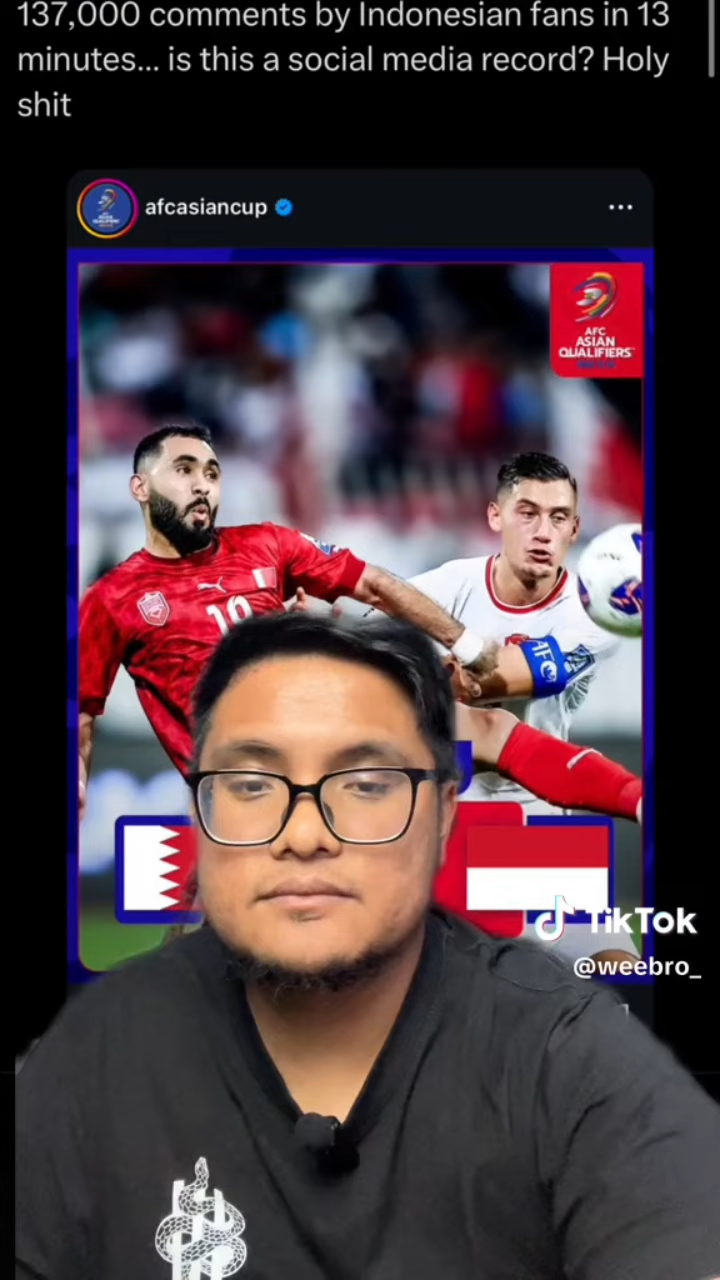 137,000 comments by Indonesian fans in 13
minutes... is this a social media record? Holy
shit
afcasiancup
AFC
ASIAN
QUALIFIERS
10
AFC
TikTok
@weebro_